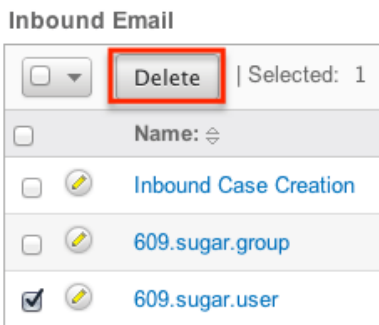 Inbound Email
Delete | Selected: 1
Name:
Inbound Case Creation
609.sugar.group
609.sugar.user